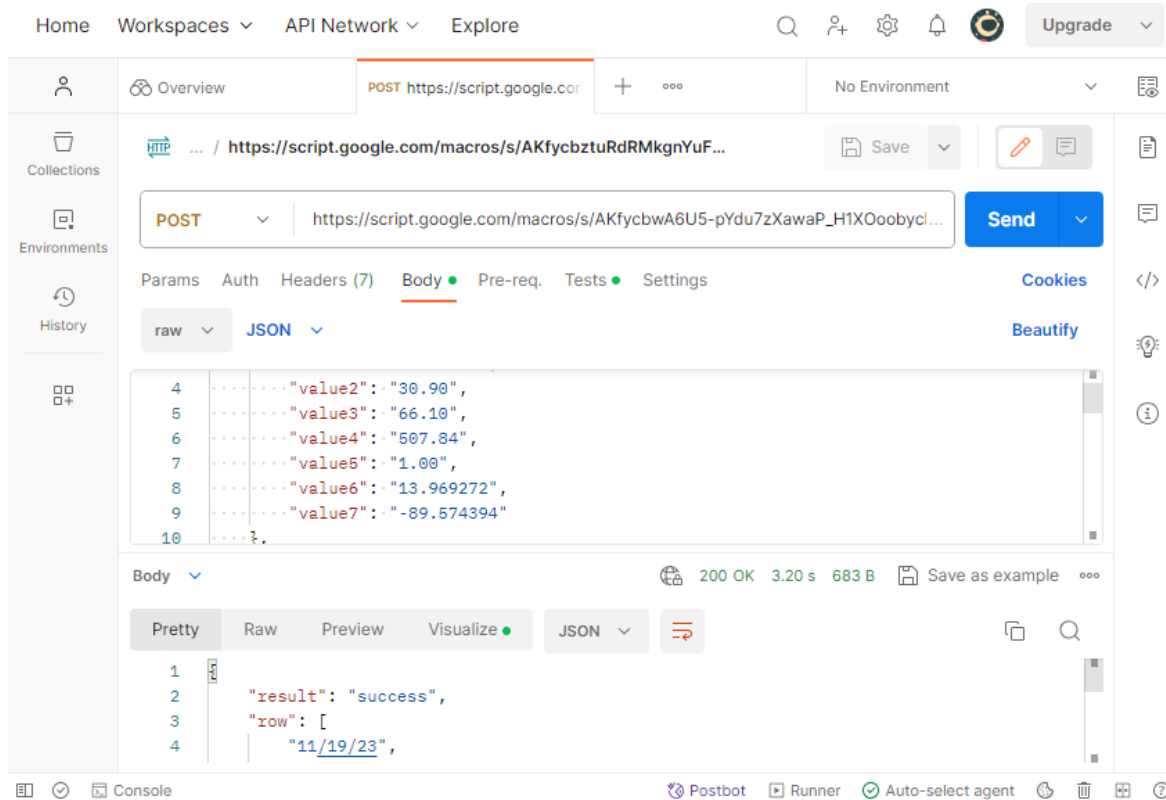 Home Workspaces API Network Explore Upgrade
Overview POST https://script.google.com No Environment
HTTP ... / https://script.google.com/macros/s/AKfycbztuRdRMkgnYuF... Save
Collections
POST https://script.google.com/macros/s/AKfycbwA6U5-pYdu7zXawaP_H1XOoobycl... Send
Environments
Params Auth Headers (7) Body Pre-req. Tests Settings Cookies
History
raw JSON Beautify
4 "value2": "30.90",
5 "value3": "66.10",
6 "value4": "507.84",
7 "value5": "1.00",
8 "value6": "13.969272",
9 "value7": "-89.574394"
10 },
Body 200 OK 3.20 s 683 B Save as example
Pretty Raw Preview Visualize JSON
1 {
2 "result": "success",
3 "row": [
4 "11/19/23",
Console Postbot Runner Auto-select agent